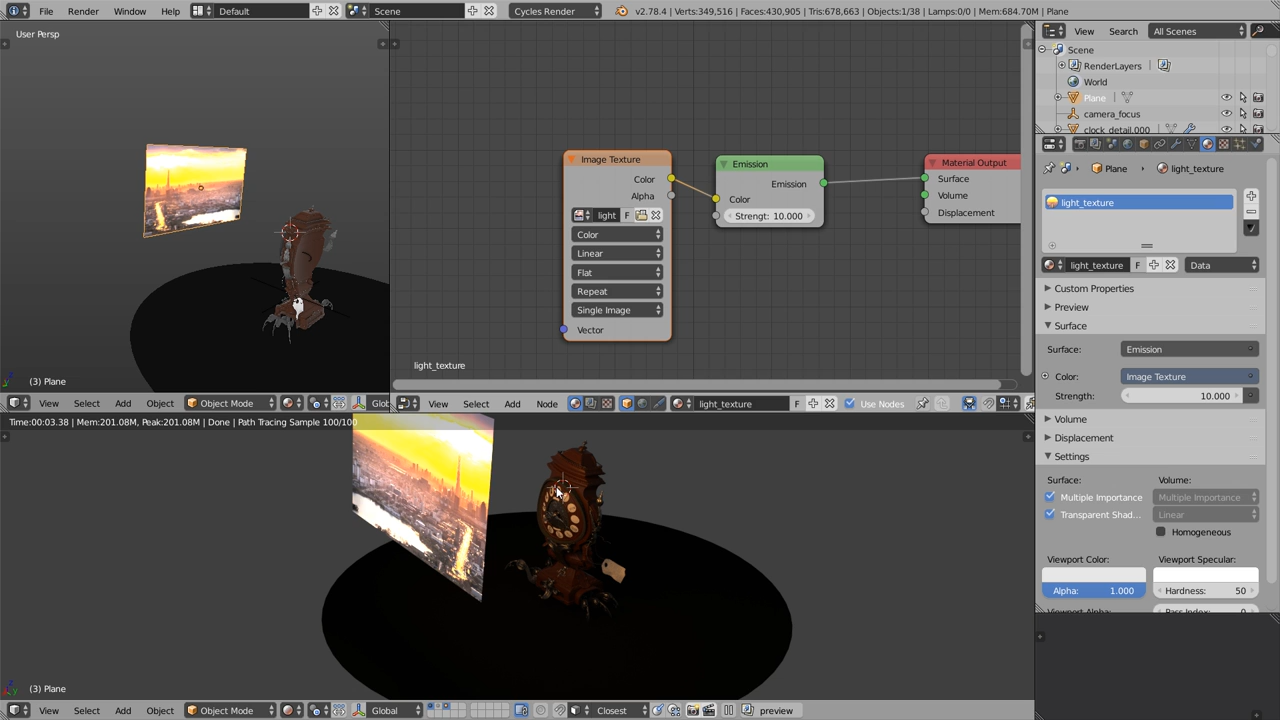 File Render Window Help Default Scene Cycles Render v2.78.4 | Verts:349,516 | Faces:430,905 | Tris:678,663 | Objects:1/38 | Lamps:0/0 | Mem:684.70M | Plane
User Persp
(3) Plane
View Select Add Object Object Mode Glob
Image Texture
Color
Alpha
light F
Color
Linear
Flat
Repeat
Single Image
Vector
Emission
Emission
Color
Strengt: 10.000
Material Output
Surface
Volume
Displacement
light_texture
View Select Add Node light_texture F Use Nodes
Time:00:03.38 | Mem:201.08M, Peak:201.08M | Done | Path Tracing Sample 100/100
(3) Plane
View Select Add Object Object Mode Global Closest preview
View Search All Scenes
Scene
RenderLayers
World
Plane
camera_focus
clock_detail.000
Plane light_texture
light_texture
light_texture F Data
Custom Properties
Preview
Surface
Surface: Emission
Color: Image Texture
Strength: 10.000
Volume
Displacement
Settings
Surface: Volume:
Multiple Importance Multiple Importance
Transparent Shad... Linear
Homogeneous
Viewport Color: Viewport Specular:
Alpha: 1.000 Hardness: 50
Viewport Alpha: Pass Index: 0